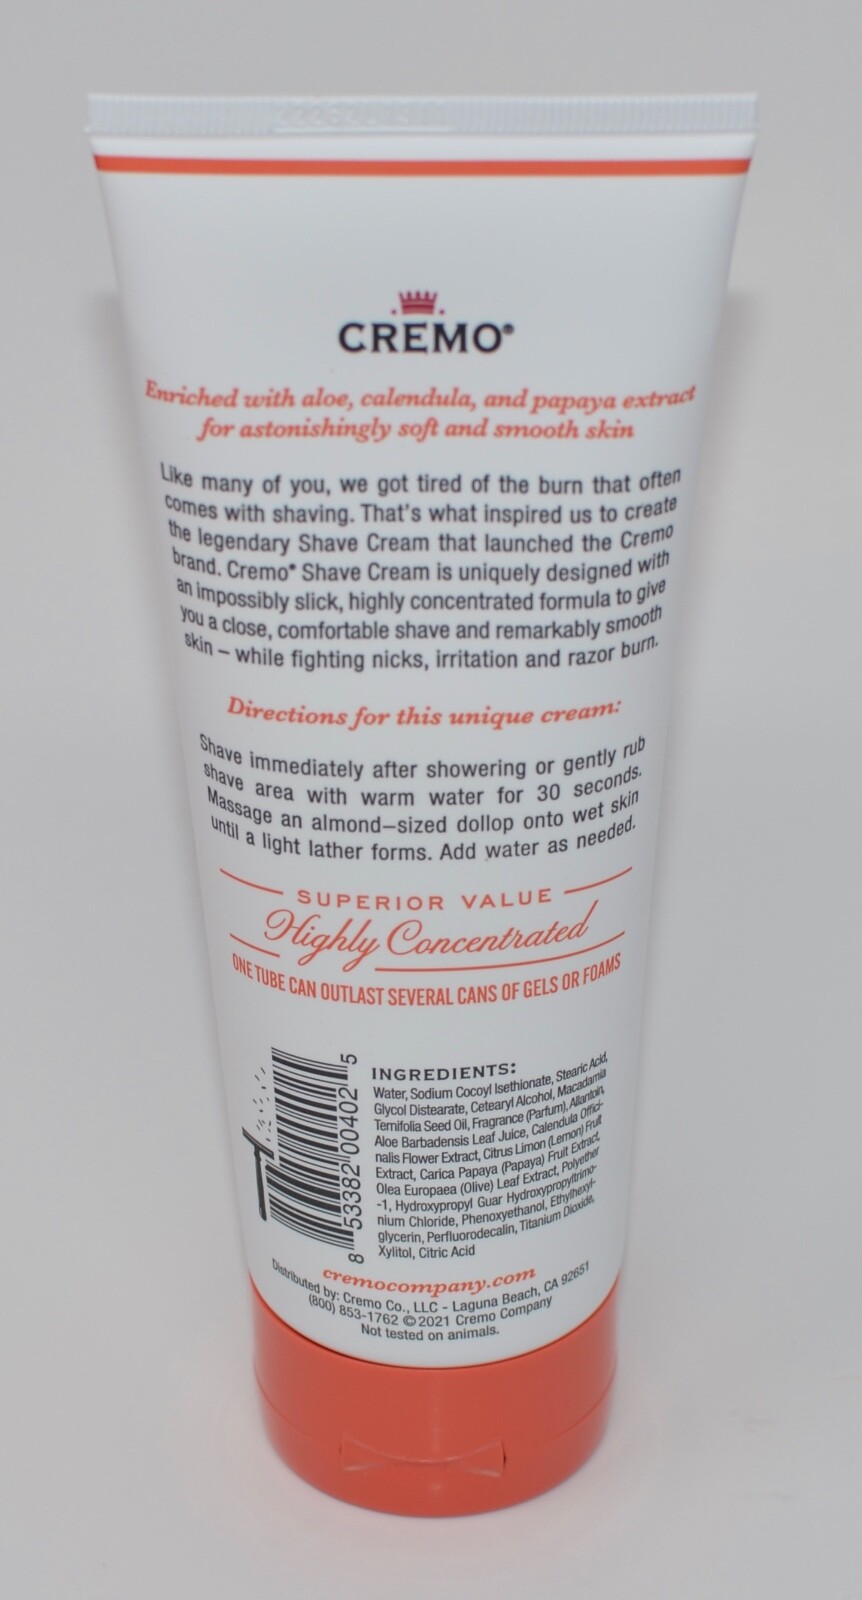 CREMO®
Enriched with aloe, calendula, and papaya extract
for astonishingly soft and smooth skin
Like many of you, we got tired of the burn that often
comes with shaving. That's what inspired us to create
the legendary Shave Cream that launched the Cremo
brand. Cremo® Shave Cream is uniquely designed with
an impossibly slick, highly concentrated formula to give
you a close, comfortable shave and remarkably smooth
skin – while fighting nicks, irritation and razor burn.
Directions for this unique cream:
Shave immediately after showering or gently rub
shave area with warm water for 30 seconds.
Massage an almond–sized dollop onto wet skin
until a light lather forms. Add water as needed.
SUPERIOR VALUE
Highly Concentrated
ONE TUBE CAN OUTLAST SEVERAL CANS OF GELS OR FOAMS
8 53382 00402 5
INGREDIENTS:
Water, Sodium Cocoyl Isethionate, Stearic Acid,
Glycol Distearate, Cetearyl Alcohol, Macadamia
Ternifolia Seed Oil, Fragrance (Parfum), Allantoin,
Aloe Barbadensis Leaf Juice, Calendula Offici-
nalis Flower Extract, Citrus Limon (Lemon) Fruit
Extract, Carica Papaya (Papaya) Fruit Extract,
Olea Europaea (Olive) Leaf Extract, Polyether
-1, Hydroxypropyl Guar Hydroxypropyltrimo-
nium Chloride, Phenoxyethanol, Ethylhexyl-
glycerin, Perfluorodecalin, Titanium Dioxide,
Xylitol, Citric Acid
cremocompany.com
Distributed by: Cremo Co., LLC - Laguna Beach, CA 92651
(800) 853-1762 ©2021 Cremo Company
Not tested on animals.